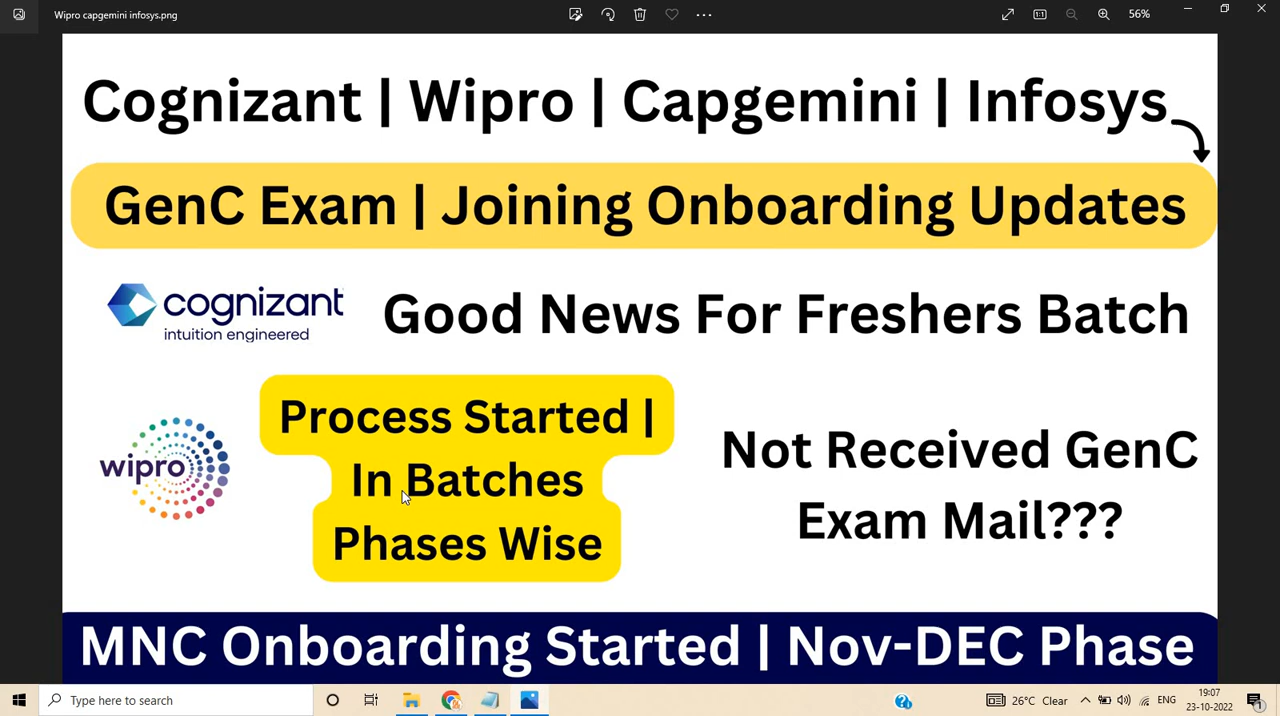 Wipro capgemini infosys.png
56%
Cognizant | Wipro | Capgemini | Infosys
GenC Exam | Joining Onboarding Updates
cognizant
intuition engineered
Good News For Freshers Batch
wipro
Process Started |
In Batches
Phases Wise
Not Received GenC
Exam Mail???
MNC Onboarding Started | Nov-DEC Phase
Type here to search
26°C Clear
ENG
19:07
23-10-2022